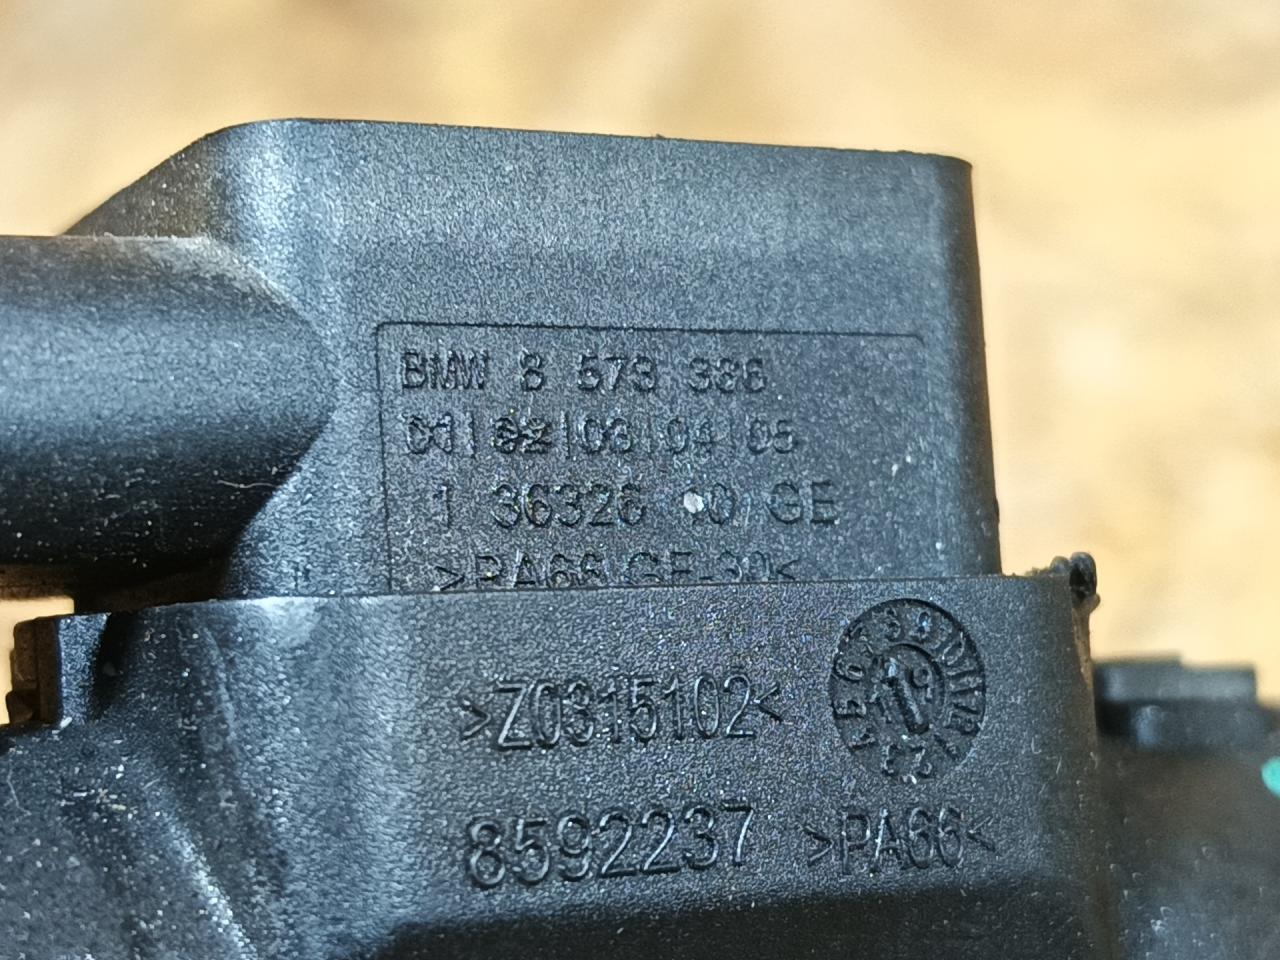 BMW 8 573 386
01|02|03|04|05
1 36326 10 GE
>PA66 GF-30<
>Z0315102<
19
8592237 >PA66<